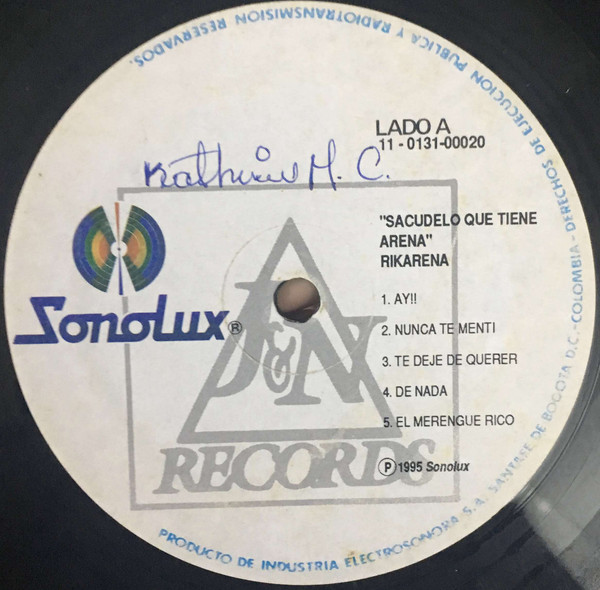 LADO A
11 - 0131-00020
M. C.
"SACUDELO QUE TIENE
ARENA"
RIKARENA
1. AY!!
2. NUNCA TE MENTI
3. TE DEJE DE QUERER
4. DE NADA
5. EL MERENGUE RICO
Ⓟ 1995 Sonolux
Sonolux®
J&N
RECORDS
PRODUCTO DE INDUSTRIA ELECTROSONORA S.A. SANTAFE DE BOGOTA D.C.-COLOMBIA - DERECHOS DE EJECUCION PUBLICA Y RADIOTRANSMISION RESERVADOS.